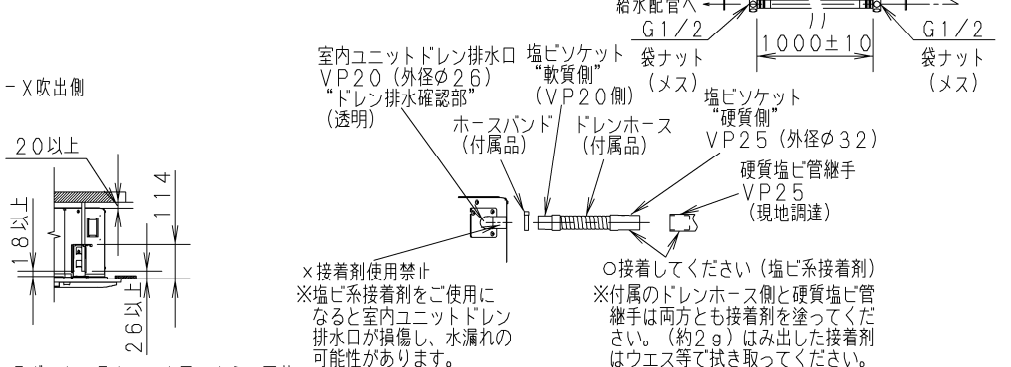 給水配管へ
G1/2
袋ナット
(メス)
1000±10
G1/2
袋ナット
(メス)
-X吹出側
20以上
114
18以上
26以上
室内ユニットドレン排水口
VP20(外径Φ26)
“ドレン排水確認部”
(透明)
塩ビソケット
“軟質側”
(VP20側)
ホースバンド
(付属品)
ドレンホース
(付属品)
塩ビソケット
“硬質側”
VP25(外径Φ32)
硬質塩ビ管継手
VP25
(現地調達)
×接着剤使用禁止
※塩ビ系接着剤をご使用に
なると室内ユニットドレン
排水口が損傷し、水漏れの
可能性があります。
○接着してください(塩ビ系接着剤)
※付属のドレンホース側と硬質塩ビ管
継手は両方とも接着剤を塗ってくだ
さい。(約2g)はみ出した接着剤
はウエス等で拭き取ってください。